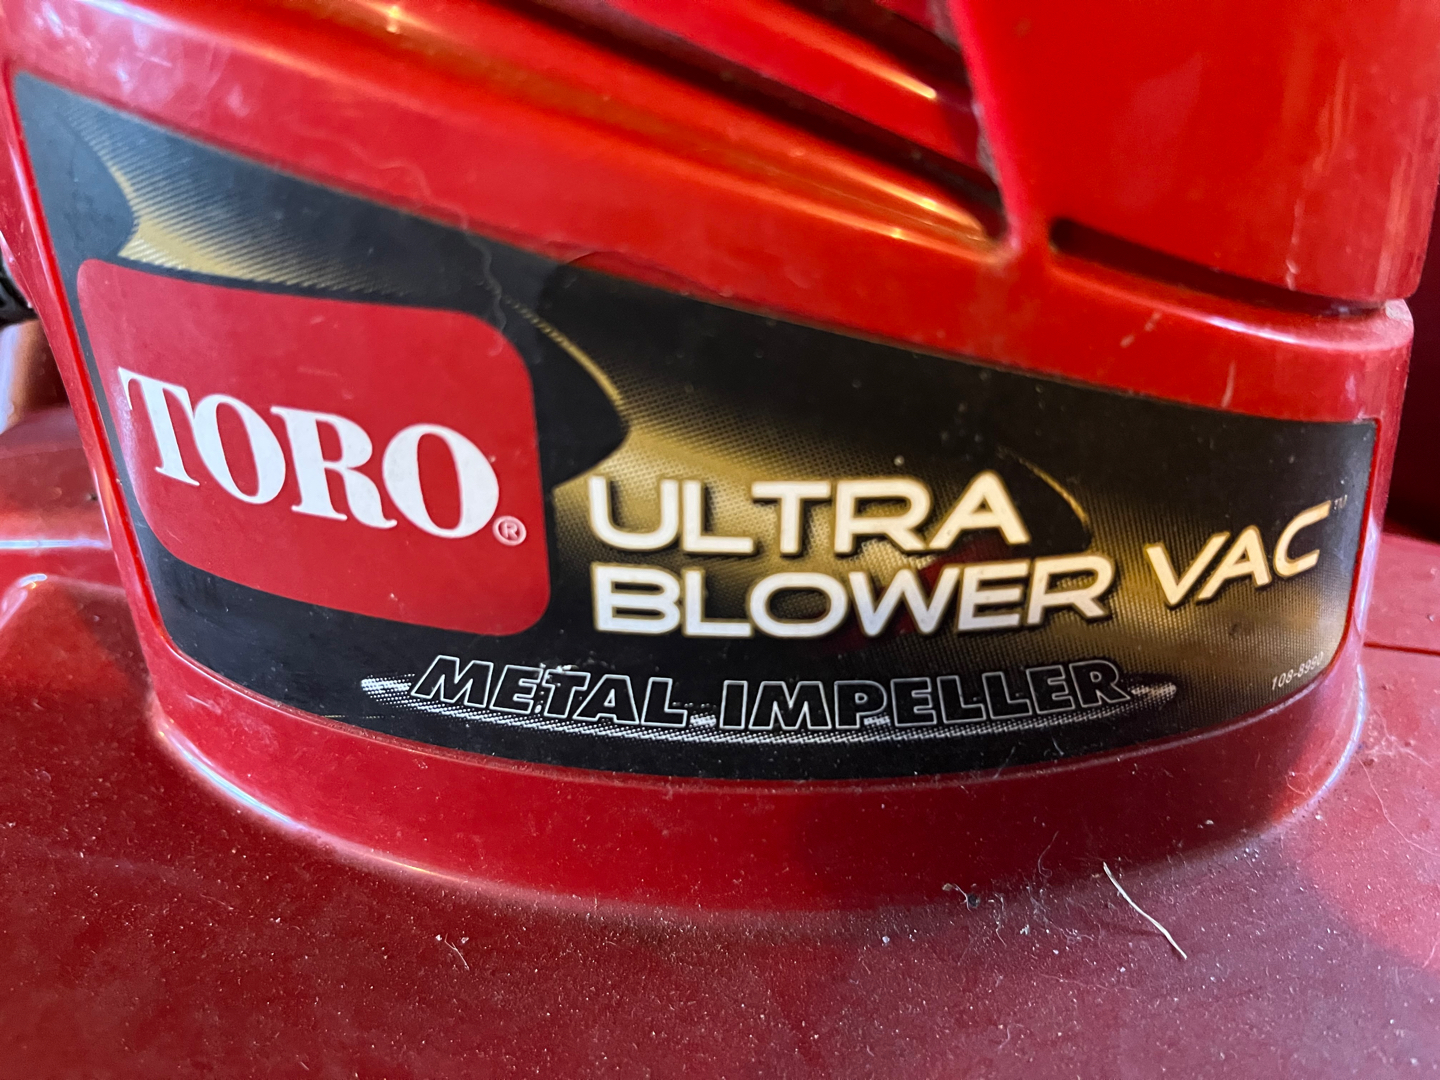 TORO®
ULTRA
BLOWER VAC™
METAL IMPELLER